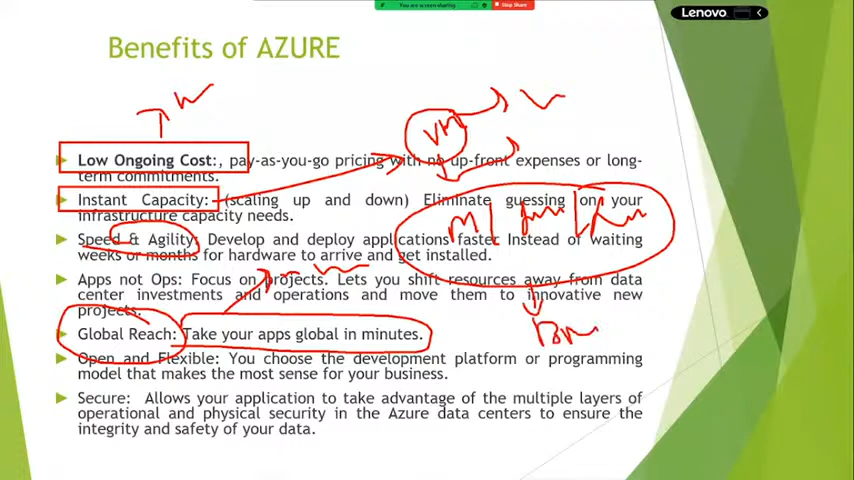 You are screen sharing
Stop Share
Lenovo
Benefits of AZURE
VM
Low Ongoing Cost:, pay-as-you-go pricing with no up-front expenses or long-
term commitments.
Instant Capacity: (scaling up and down) Eliminate guessing on your
infrastructure capacity needs.
Speed & Agility: Develop and deploy applications faster Instead of waiting
weeks or months for hardware to arrive and get installed.
Apps not Ops: Focus on projects. Lets you shift resources away from data
center investments and operations and move them to innovative new
projects.
Global Reach: Take your apps global in minutes.
Open and Flexible: You choose the development platform or programming
model that makes the most sense for your business.
Secure: Allows your application to take advantage of the multiple layers of
operational and physical security in the Azure data centers to ensure the
integrity and safety of your data.